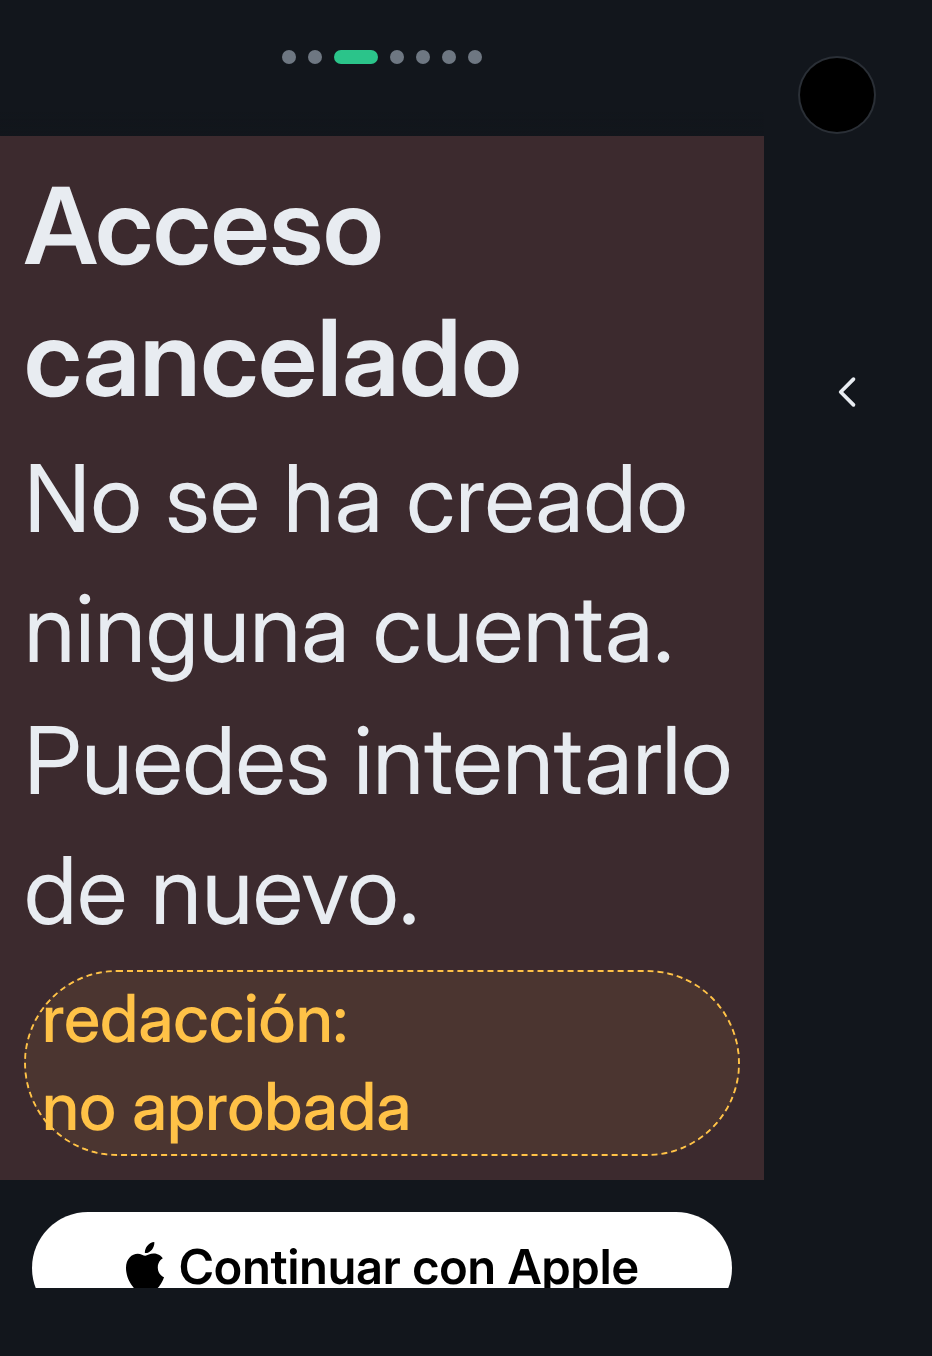 Acceso
cancelado
No se ha creado
ninguna cuenta.
Puedes intentarlo
de nuevo.
redacción:
no aprobada
Continuar con Apple